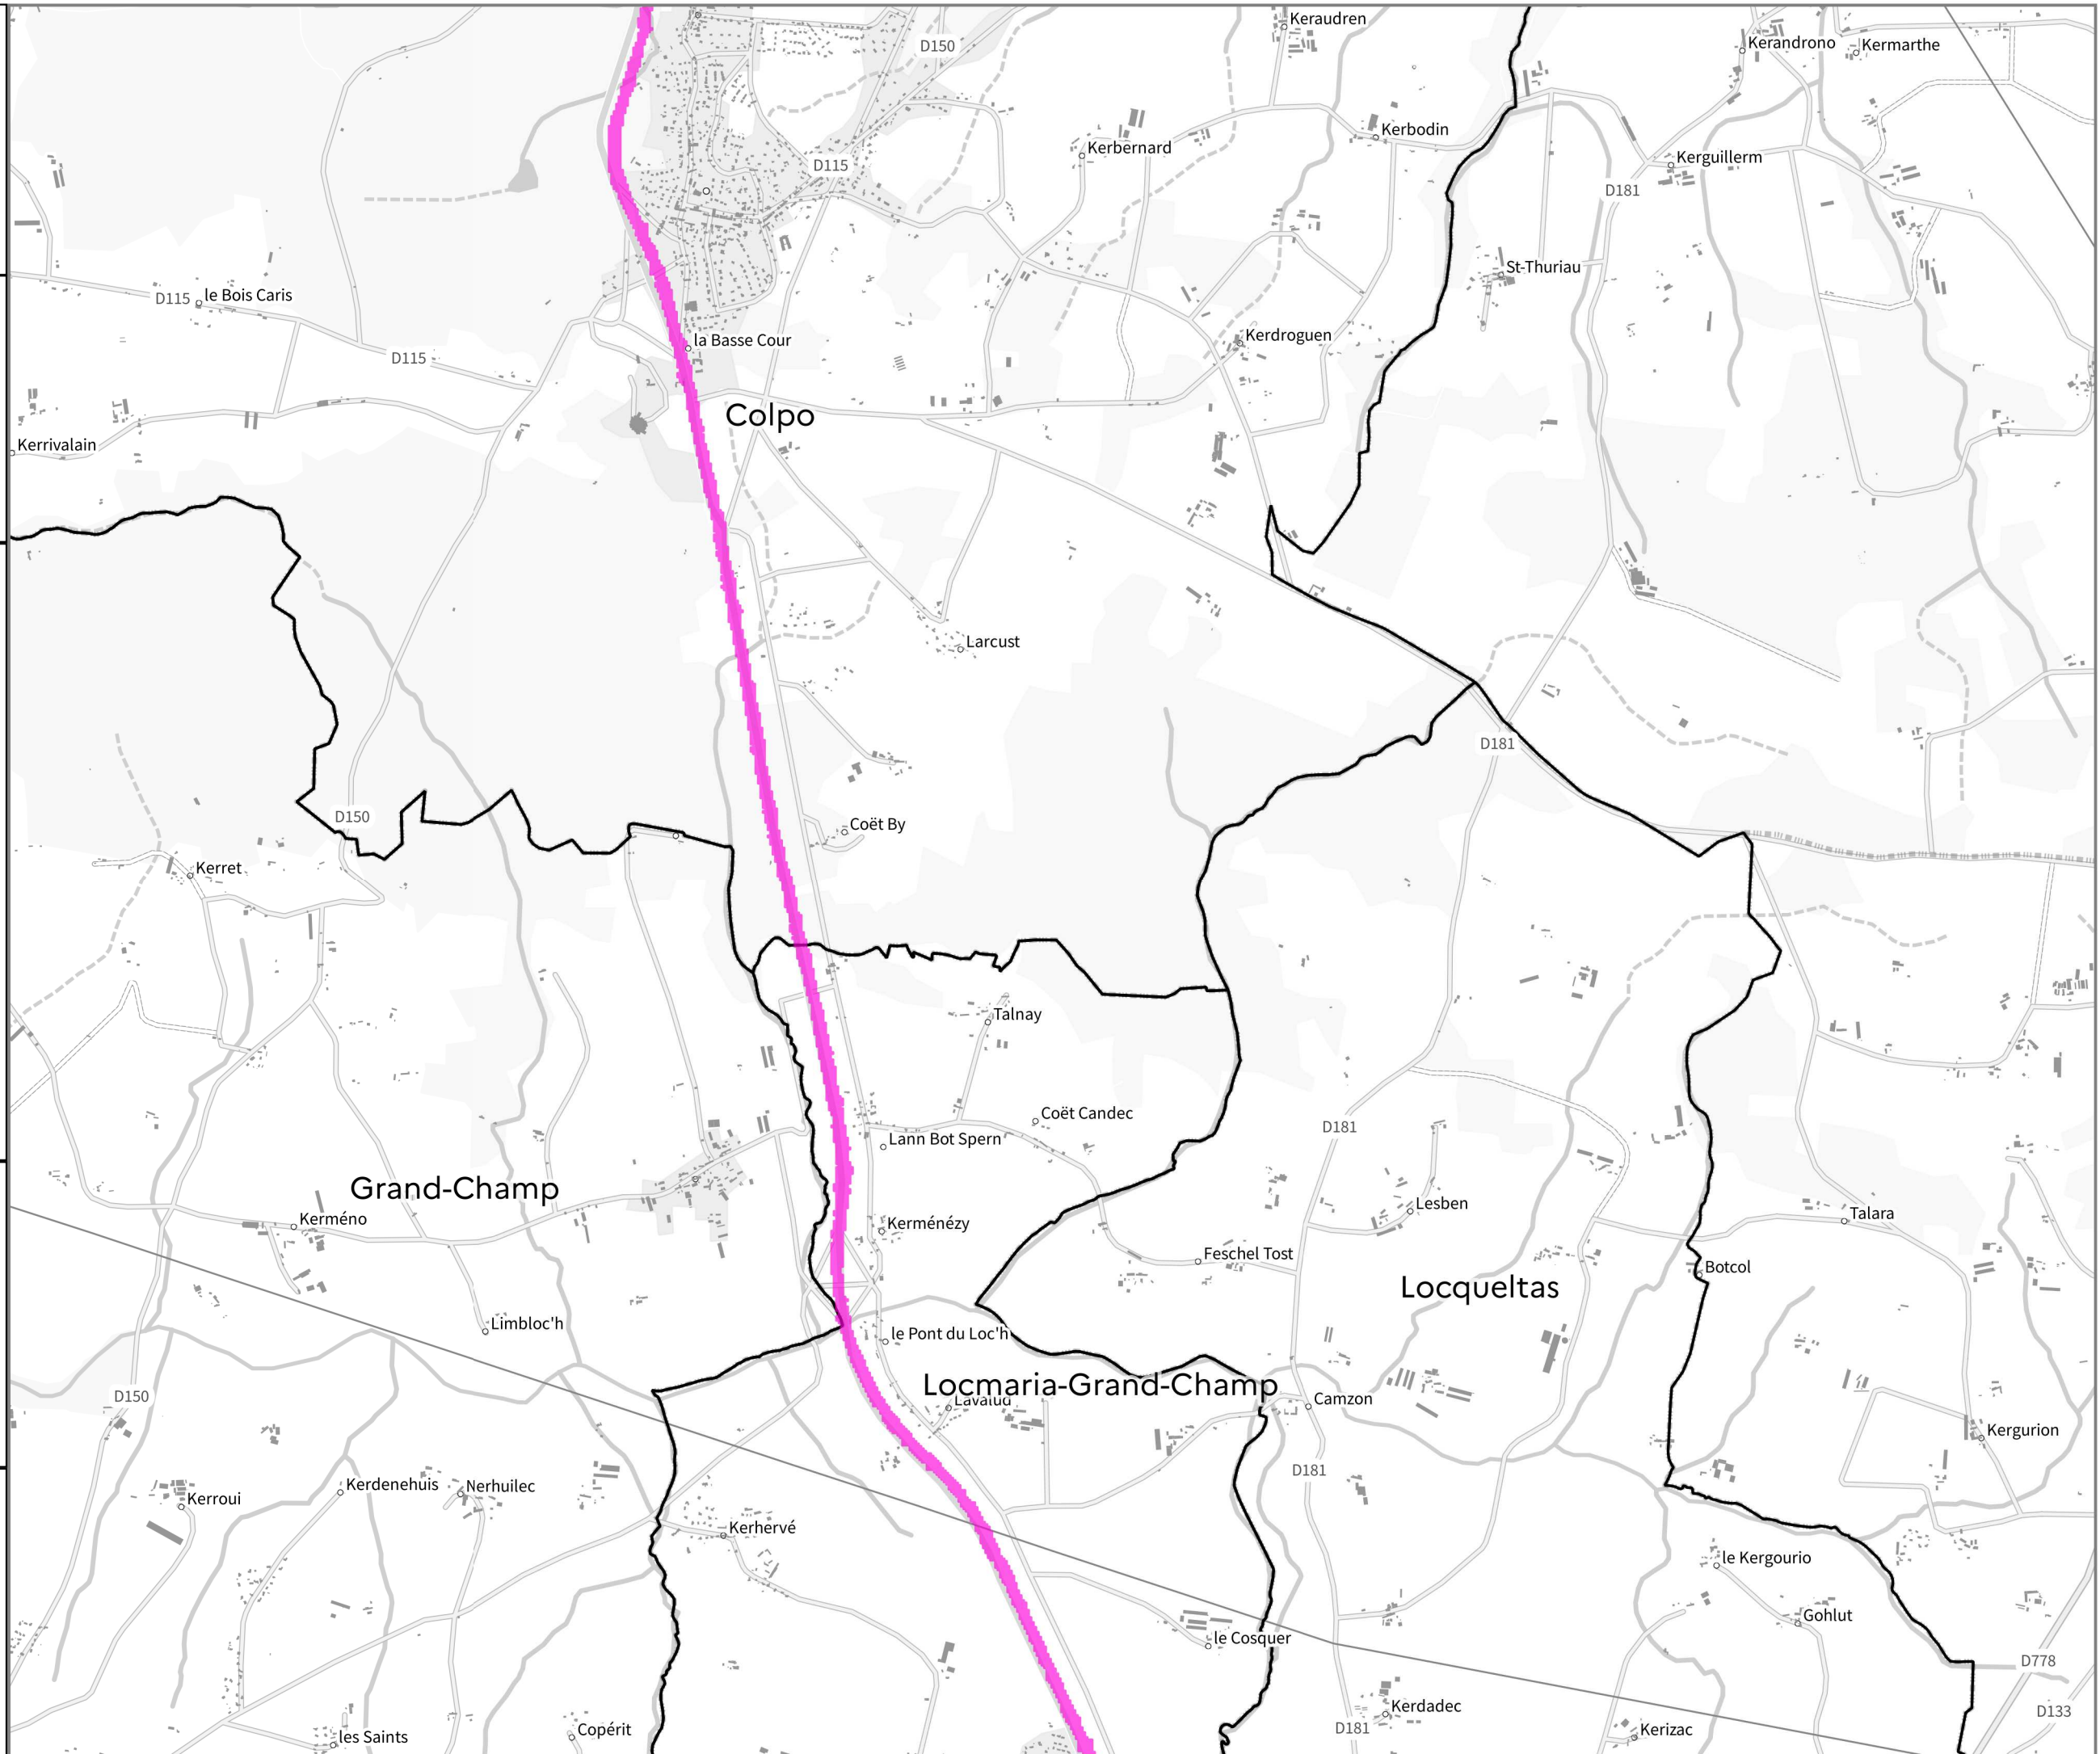 Keraudren
Kerandrono
Kermarthe
D150
Kerbodin
Kerbernard
Kerguillerm
D115
D181
St-Thuriau
D115
le Bois Caris
Kerdroguen
la Basse Cour
D115
Colpo
Kerrivalain
Larcust
D181
D150
Coët By
Kerret
Talnay
Coët Candec
D181
Lann Bot Spern
Grand-Champ
Lesben
Talara
Kerméno
Kerménézy
Feschel Tost
Botcol
Locqueltas
Limbloc'h
le Pont du Loc'h
Locmaria-Grand-Champ
D150
Lavalud
Camzon
Kergurion
D181
Kerdenehuis
Nerhuilec
Kerroui
Kerhervé
le Kergourio
Gohlut
le Cosquer
D778
Kerdadec
D133
D181
Kerizac
Copérit
les Saints